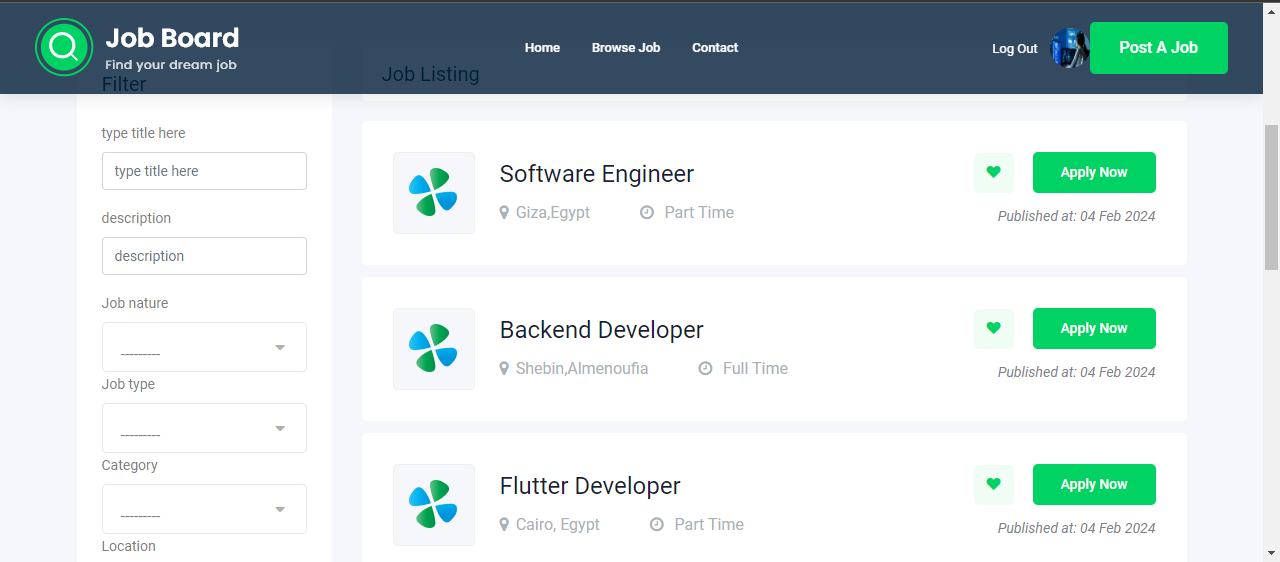 Job Board
Find your dream job
Home
Browse Job
Contact
Log Out
Post A Job
Filter
type title here
type title here
description
description
Job nature
---------
Job type
---------
Category
---------
Location
Job Listing
Software Engineer
Giza,Egypt
Part Time
Apply Now
Published at: 04 Feb 2024
Backend Developer
Shebin,Almenoufia
Full Time
Apply Now
Published at: 04 Feb 2024
Flutter Developer
Cairo, Egypt
Part Time
Apply Now
Published at: 04 Feb 2024